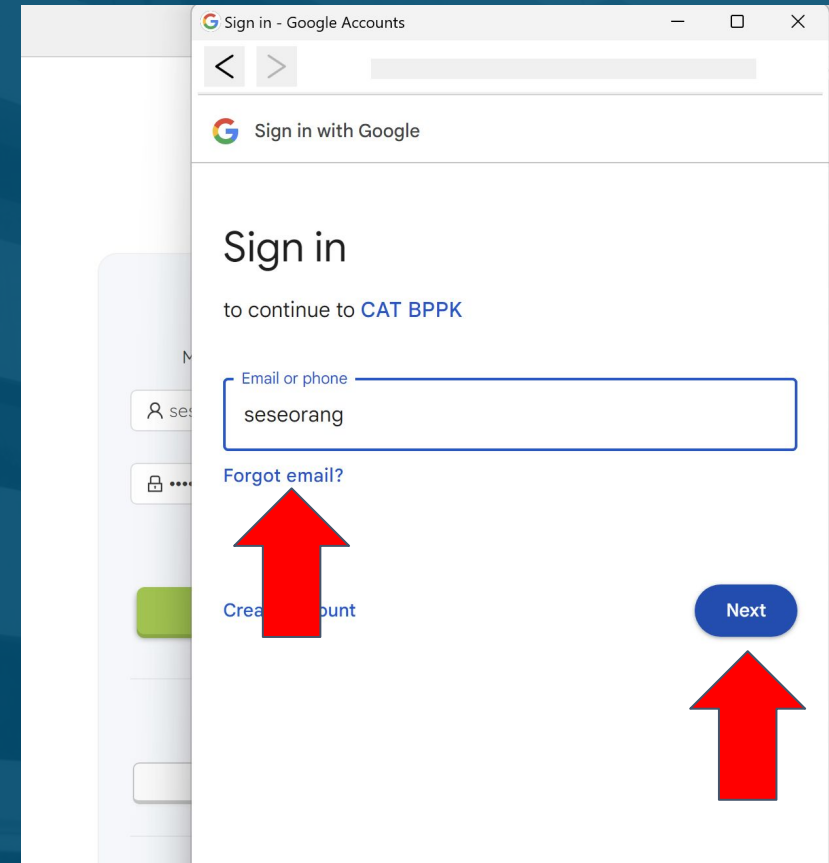 Sign in - Google Accounts
Sign in with Google
Sign in
to continue to CAT BPPK
Email or phone
seseorang
Forgot email?
Next